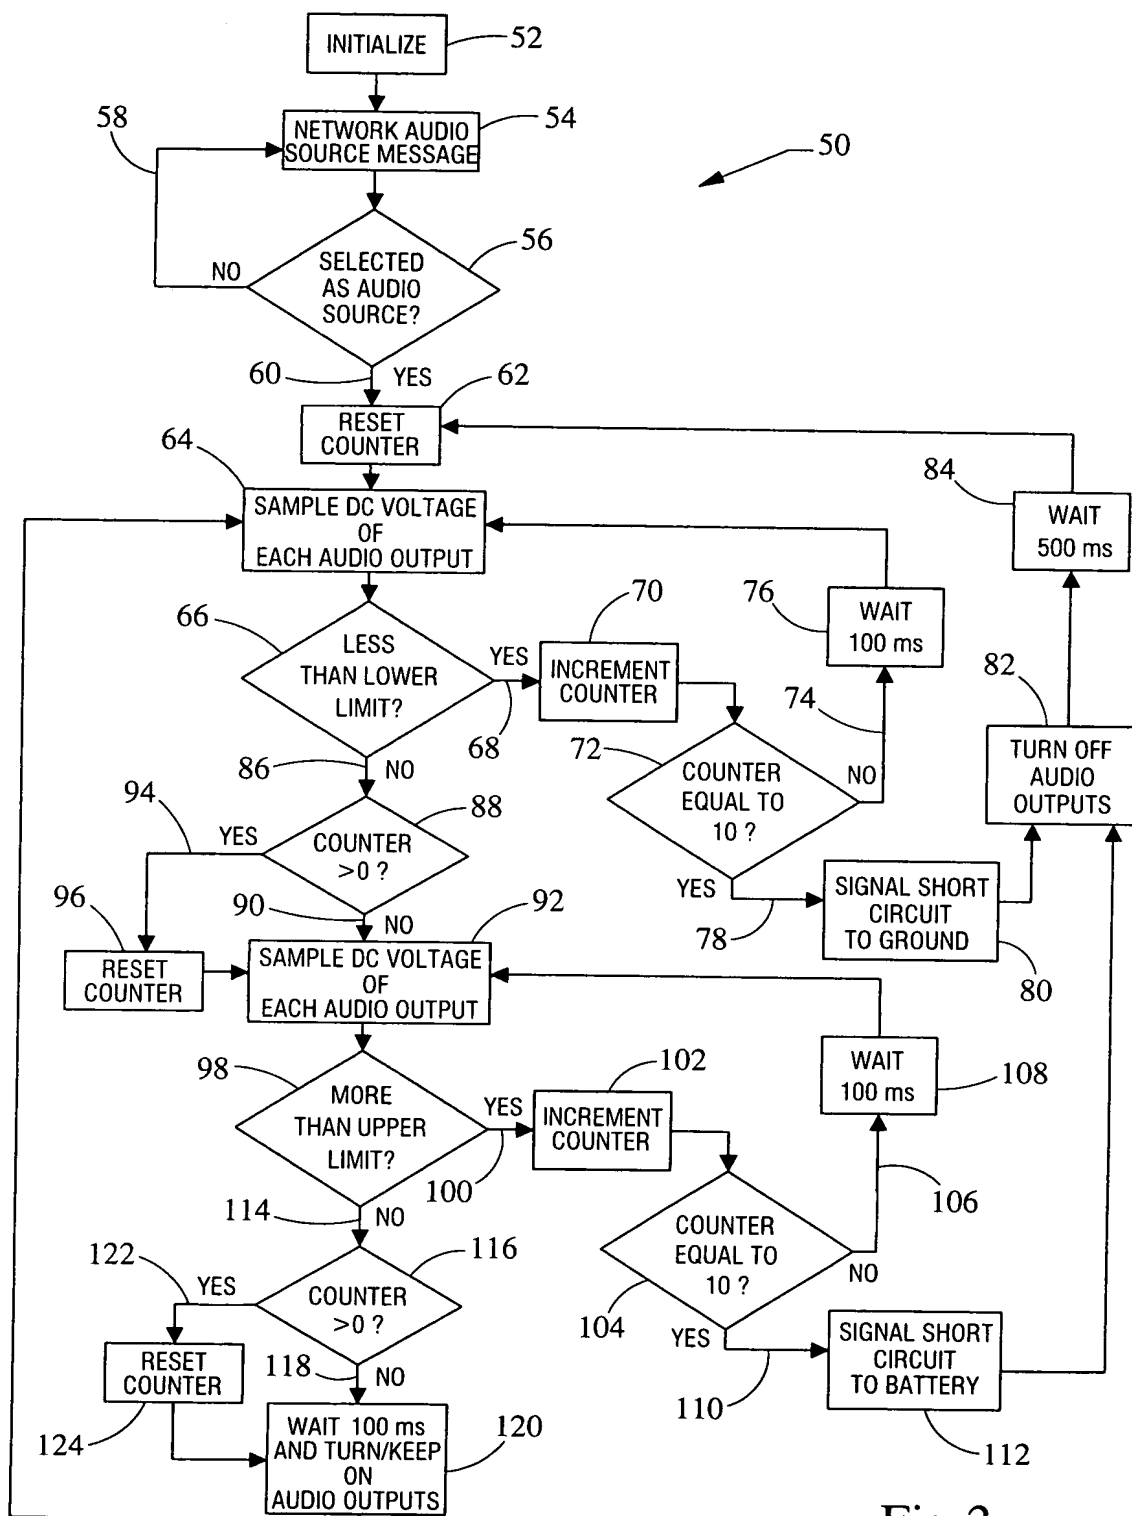 INITIALIZE
52
58
NETWORK AUDIO
SOURCE MESSAGE
54
50
SELECTED
AS AUDIO
SOURCE?
56
NO
60
YES
62
RESET
COUNTER
64
SAMPLE DC VOLTAGE
OF
EACH AUDIO OUTPUT
84
WAIT
500 ms
66
LESS
THAN LOWER
LIMIT?
YES
68
70
INCREMENT
COUNTER
76
WAIT
100 ms
74
82
TURN OFF
AUDIO
OUTPUTS
72
COUNTER
EQUAL TO
10 ?
NO
86
NO
94
YES
COUNTER
>0 ?
88
YES
78
SIGNAL SHORT
CIRCUIT
TO GROUND
80
96
RESET
COUNTER
90
NO
92
SAMPLE DC VOLTAGE
OF
EACH AUDIO OUTPUT
98
MORE
THAN UPPER
LIMIT?
YES
100
102
INCREMENT
COUNTER
WAIT
100 ms
108
106
114
NO
COUNTER
EQUAL TO
10 ?
NO
104
122
YES
COUNTER
>0 ?
116
YES
110
SIGNAL SHORT
CIRCUIT
TO BATTERY
112
RESET
COUNTER
124
118
NO
WAIT 100 ms
AND TURN/KEEP
ON
AUDIO OUTPUTS
120